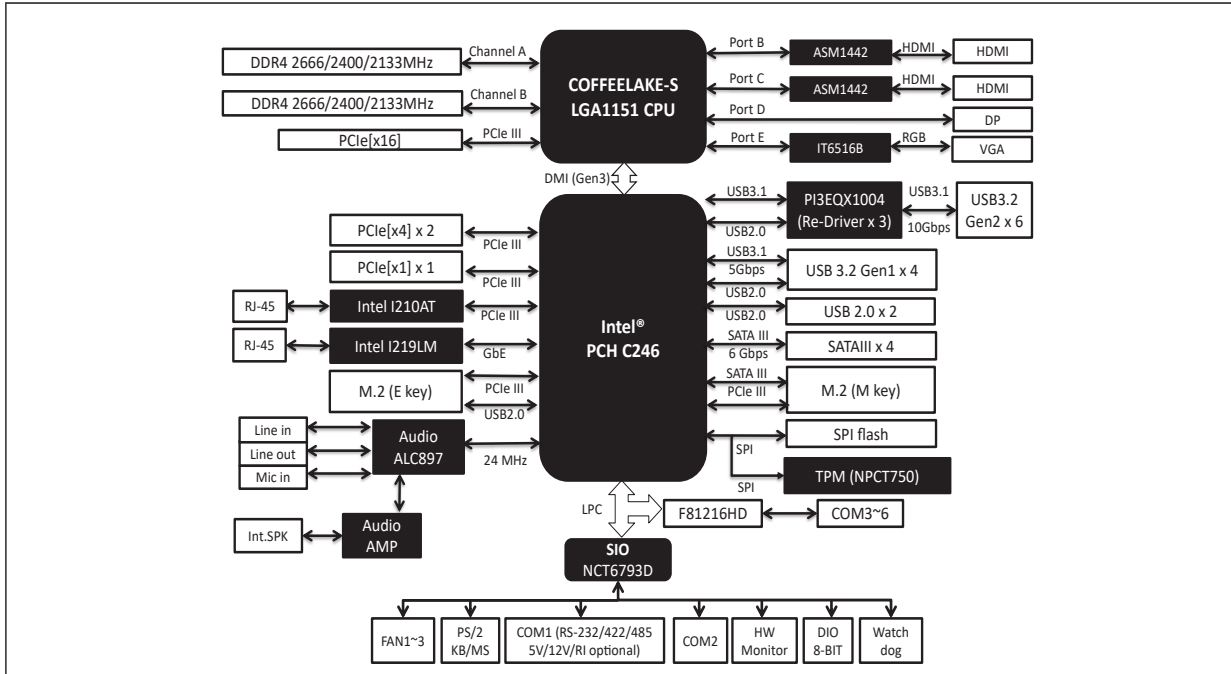 DDR4 2666/2400/2133MHz
Channel A
DDR4 2666/2400/2133MHz
Channel B
PCIe[x16]
PCIe III
COFFEELAKE-S
LGA1151 CPU
Port B
ASM1442
HDMI
HDMI
Port C
ASM1442
HDMI
HDMI
Port D
DP
Port E
IT6516B
RGB
VGA
DMI (Gen3)
PCIe[x4] x 2
PCIe III
PCIe[x1] x 1
PCIe III
RJ-45
Intel I210AT
PCIe III
RJ-45
Intel I219LM
GbE
M.2 (E key)
PCIe III
USB2.0
Line in
Line out
Mic in
Audio
ALC897
24 MHz
Int.SPK
Audio
AMP
Intel®
PCH C246
USB3.1
USB2.0
PI3EQX1004
(Re-Driver x 3)
USB3.1
10Gbps
USB3.2
Gen2 x 6
USB3.1
5Gbps
USB2.0
USB 3.2 Gen1 x 4
USB2.0
USB 2.0 x 2
SATA III
6 Gbps
SATAIII x 4
SATA III
PCIe III
M.2 (M key)
SPI
SPI flash
SPI
TPM (NPCT750)
LPC
F81216HD
COM3~6
SIO
NCT6793D
FAN1~3
PS/2
KB/MS
COM1 (RS-232/422/485
5V/12V/RI optional)
COM2
HW
Monitor
DIO
8-BIT
Watch
dog